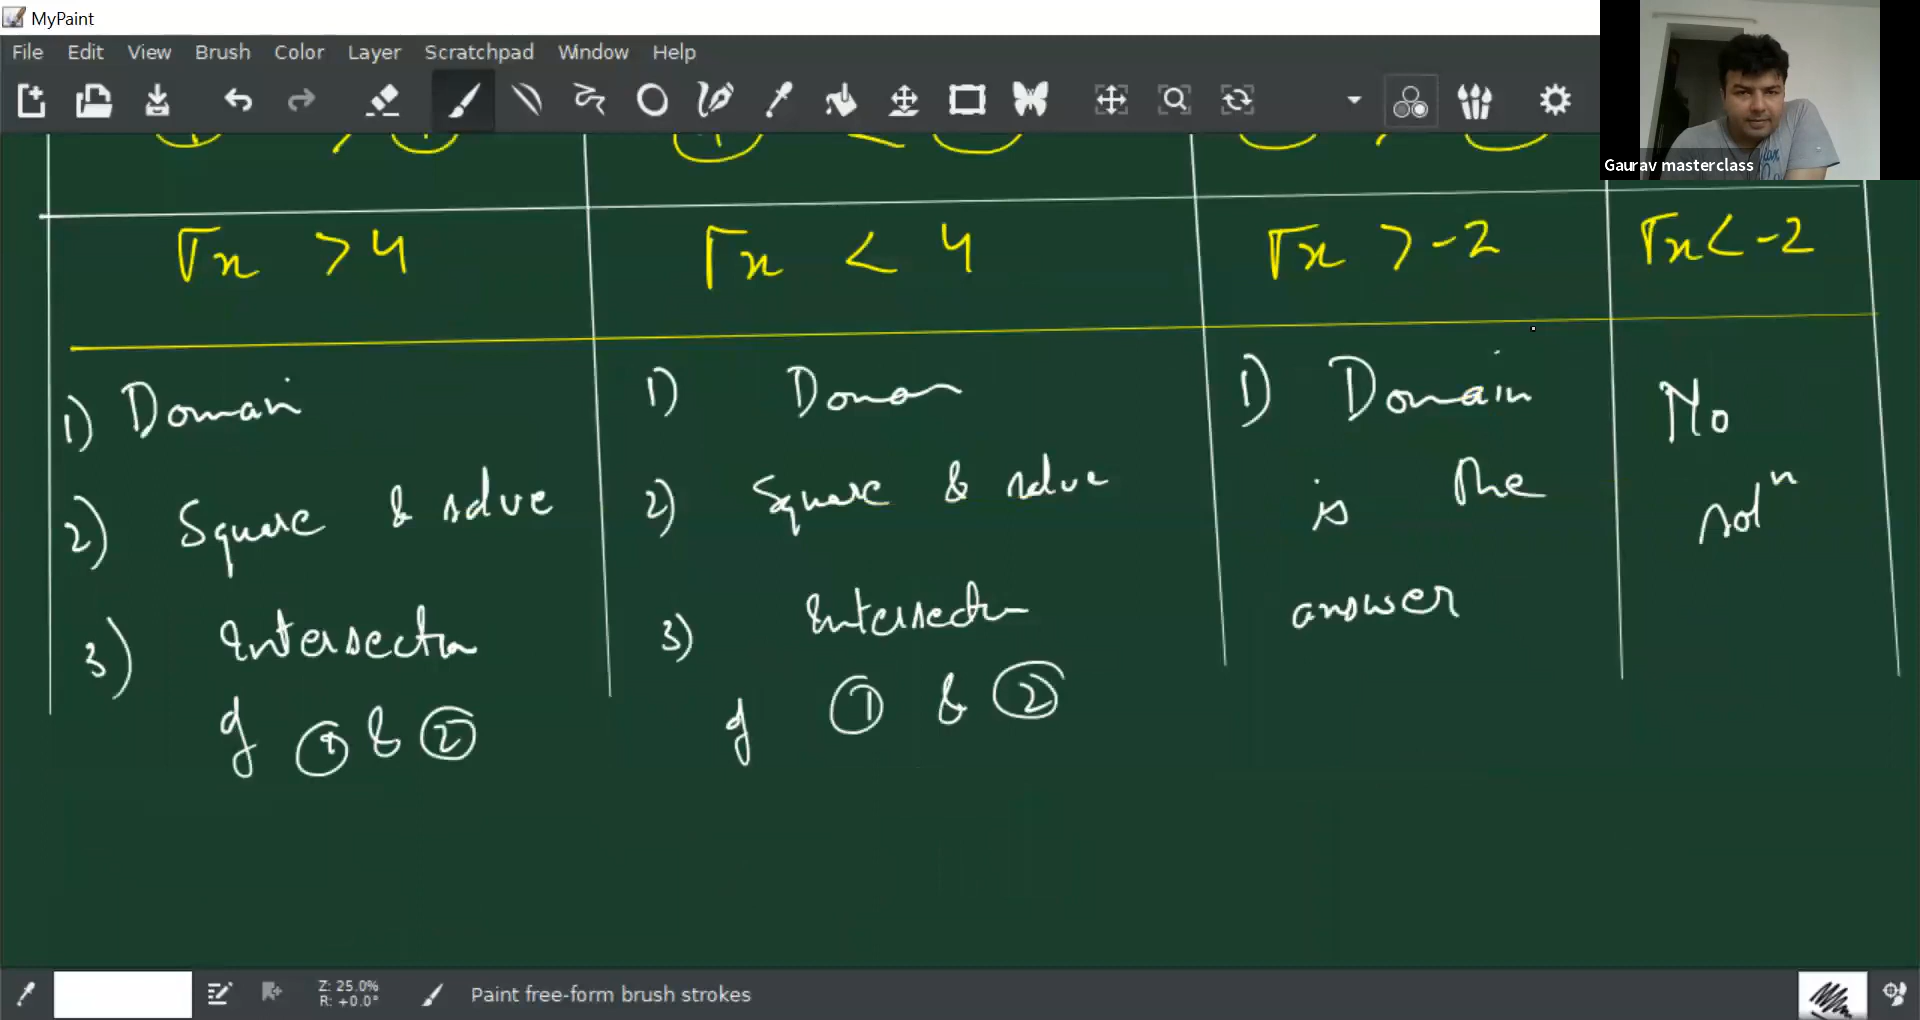 MyPaint
File Edit View Brush Color Layer Scratchpad Window Help
Gaurav masterclass
√x > 4
√x < 4
√x > -2
√x < -2
1) Domain
2) Square & solve
3) Intersection
of ① & ②
1) Domain
2) Square & solve
3) Intersection
of ① & ②
1) Domain
is the
answer
No
solⁿ
Z: 25.0%
R: +0.0°
Paint free-form brush strokes